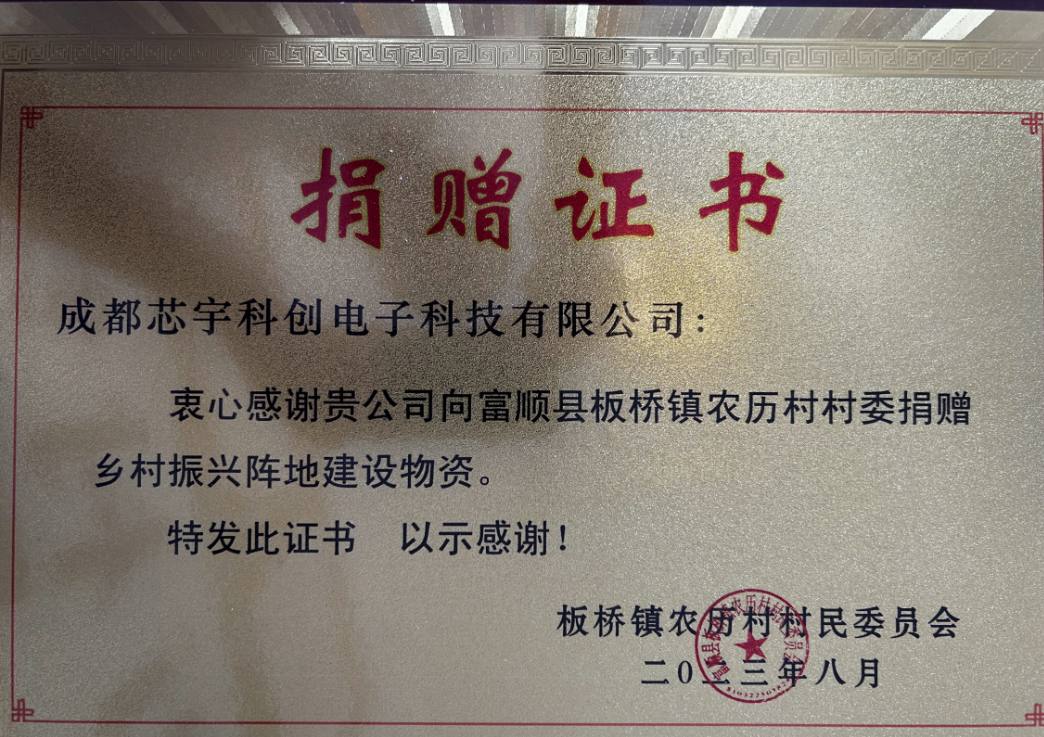 捐赠证书
成都芯宇科创电子科技有限公司:
衷心感谢贵公司向富顺县板桥镇农历村村委捐赠
乡村振兴阵地建设物资。
特发此证书 以示感谢!
板桥镇农历村村民委员会
二〇二三年八月